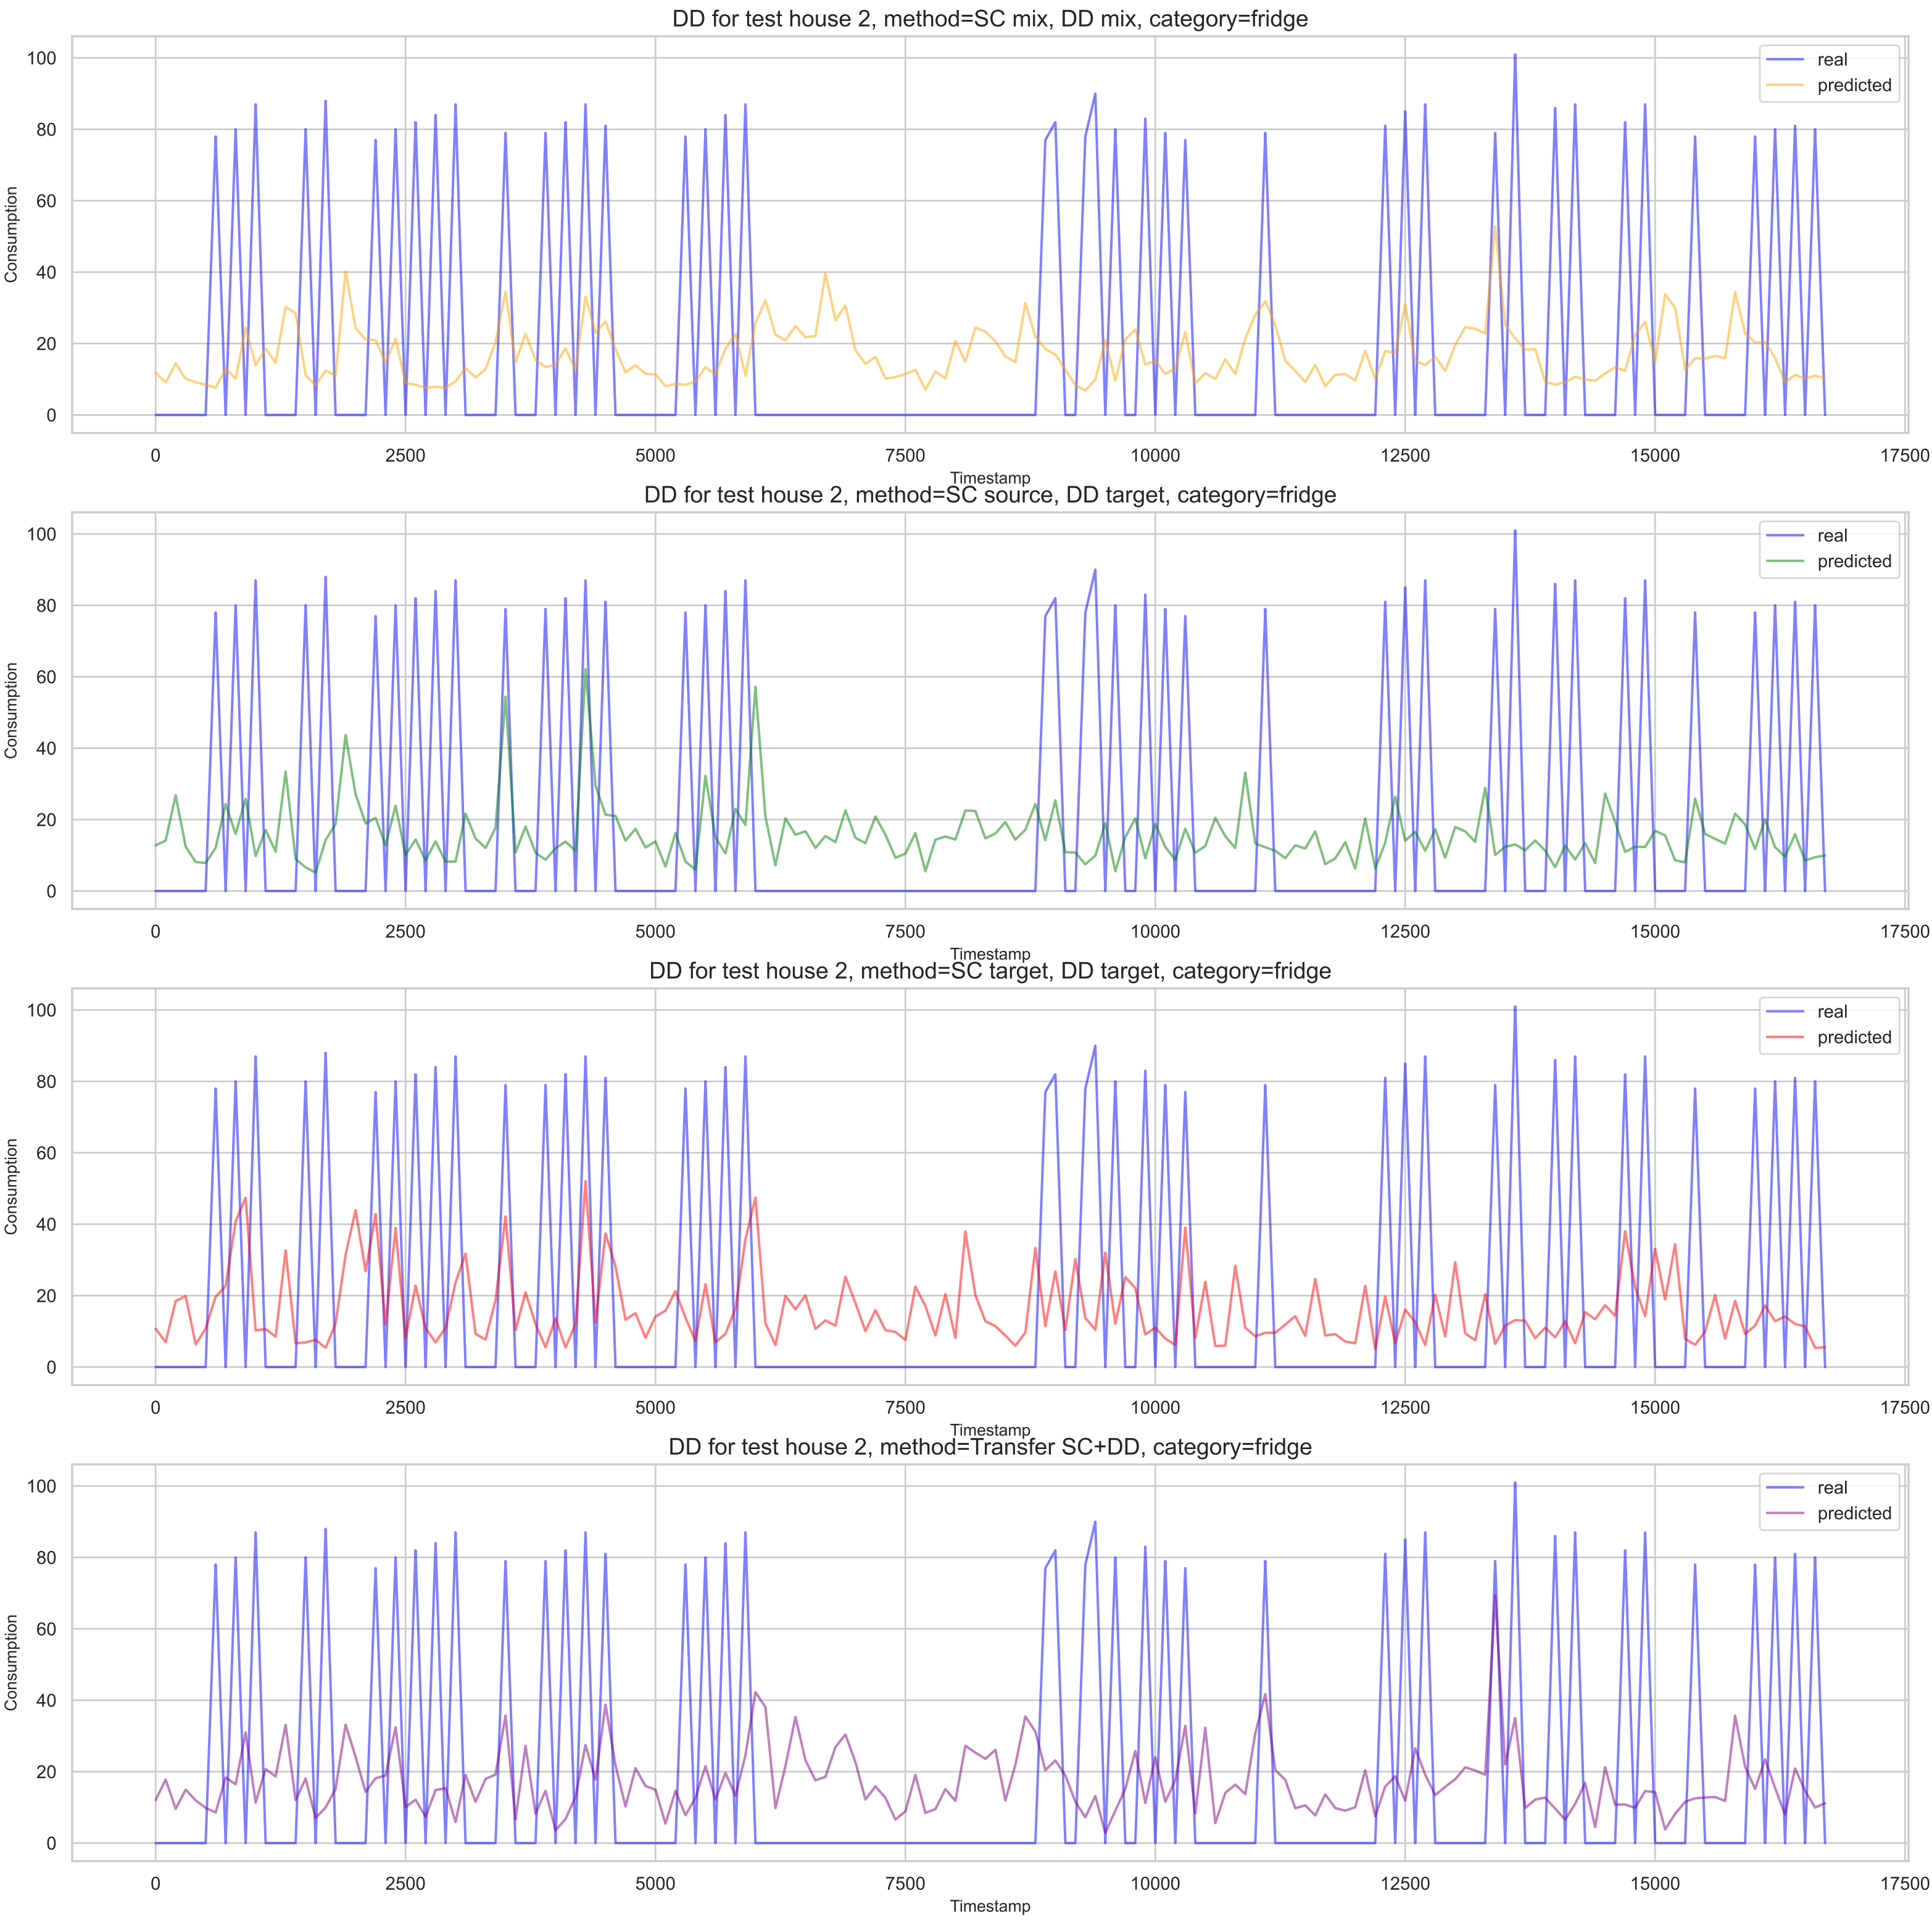 DD for test house 2, method=SC mix, DD mix, category=fridge
real
predicted
100
80
60
40
20
0
Consumption
0 2500 5000 7500 10000 12500 15000 17500
Timestamp
DD for test house 2, method=SC source, DD target, category=fridge
real
predicted
100
80
60
40
20
0
Consumption
0 2500 5000 7500 10000 12500 15000 17500
Timestamp
DD for test house 2, method=SC target, DD target, category=fridge
real
predicted
100
80
60
40
20
0
Consumption
0 2500 5000 7500 10000 12500 15000 17500
Timestamp
DD for test house 2, method=Transfer SC+DD, category=fridge
real
predicted
100
80
60
40
20
0
Consumption
0 2500 5000 7500 10000 12500 15000 17500
Timestamp